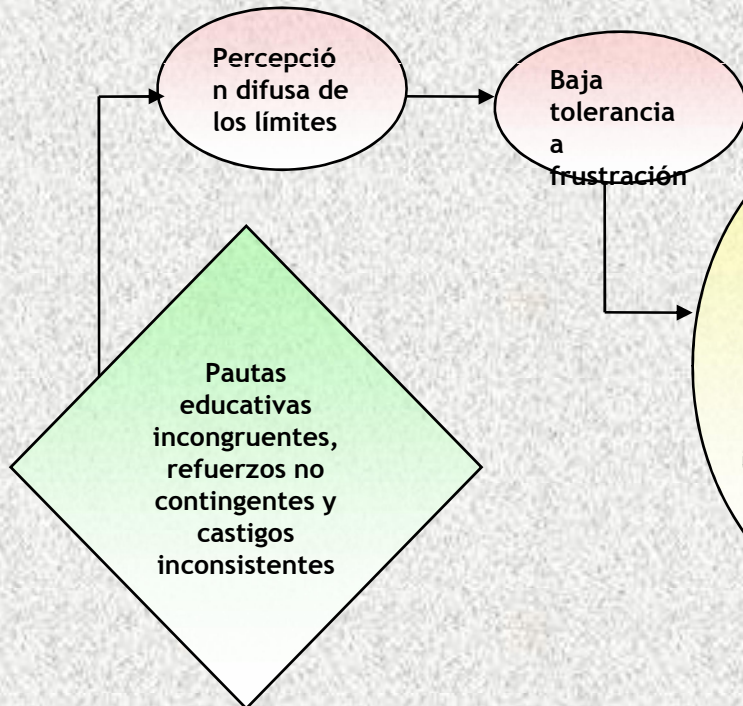 Percepció
n difusa de
los límites
Baja
tolerancia
a
frustración
Pautas
educativas
incongruentes,
refuerzos no
contingentes y
castigos
inconsistentes